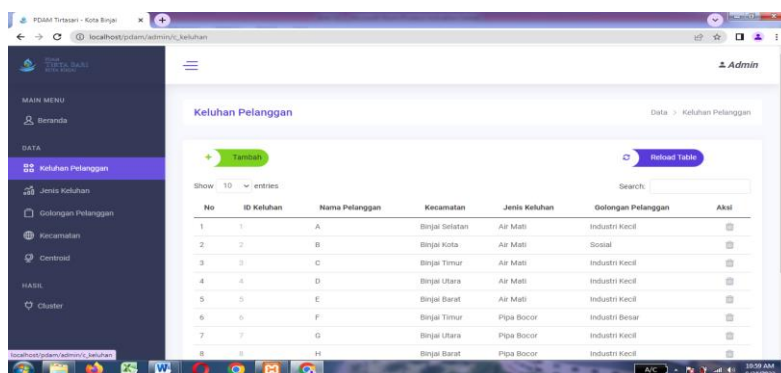 PDAM Tirtasari - Kota Binjai
localhost/pdam/admin/c_keluhan
TIRTA SARI
Admin
MAIN MENU
Beranda
DATA
Keluhan Pelanggan
Jenis Keluhan
Golongan Pelanggan
Kecamatan
Centroid
HASIL
Cluster
Keluhan Pelanggan
Data > Keluhan Pelanggan
Tambah
Reload Table
Show 10 entries
Search:
No ID Keluhan Nama Pelanggan Kecamatan Jenis Keluhan Golongan Pelanggan Aksi
1 1 A Binjai Selatan Air Mati Industri Kecil
2 2 B Binjai Kota Air Mati Sosial
3 3 C Binjai Timur Air Mati Industri Kecil
4 4 D Binjai Utara Air Mati Industri Kecil
5 5 E Binjai Barat Air Mati Industri Kecil
6 6 F Binjai Timur Pipa Bocor Industri Besar
7 7 G Binjai Utara Pipa Bocor Industri Kecil
8 8 H Binjai Barat Pipa Bocor Industri Kecil
localhost/pdam/admin/c_keluhan
A/C
10:59 AM